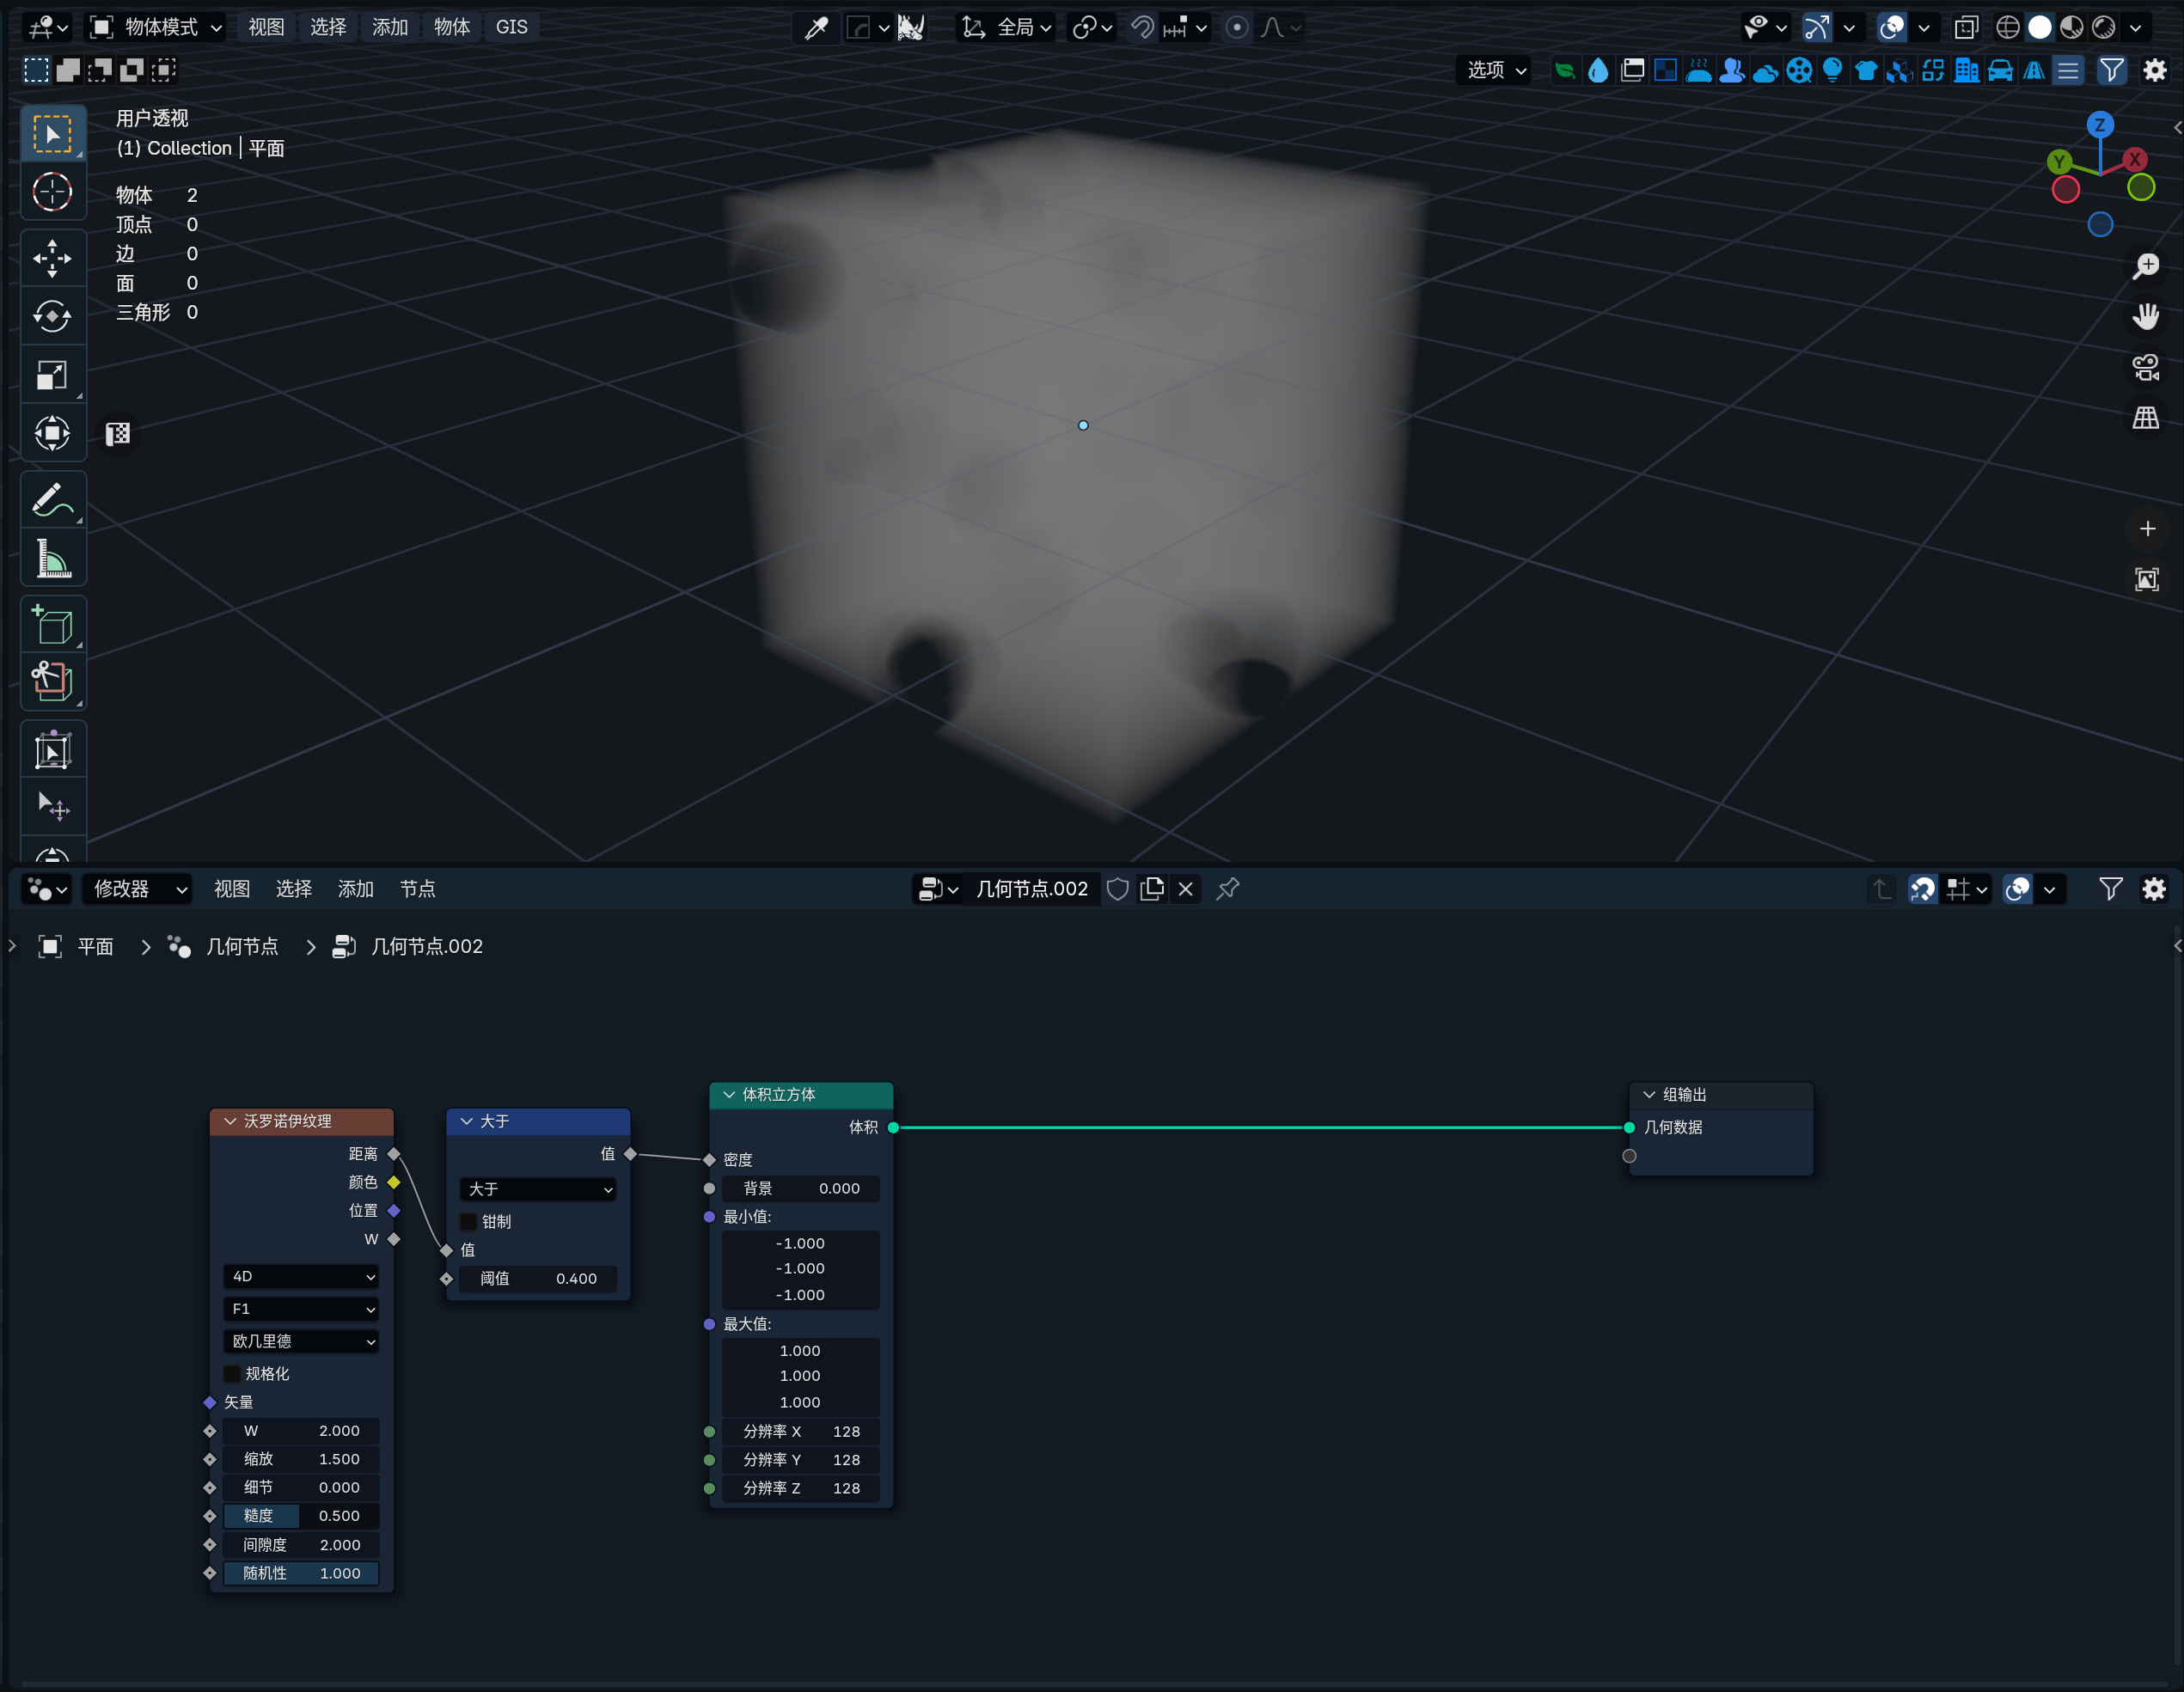 物体模式 视图 选择 添加 物体 GIS 全局
选项
用户透视
(1) Collection | 平面
物体 2
顶点 0
边 0
面 0
三角形 0
Z
Y
X
修改器 视图 选择 添加 节点 几何节点.002
平面 几何节点 几何节点.002
沃罗诺伊纹理
距离
颜色
位置
W
4D
F1
欧几里德
规格化
矢量
W 2.000
缩放 1.500
细节 0.000
糙度 0.500
间隙度 2.000
随机性 1.000
大于
值
大于
钳制
值
阈值 0.400
体积立方体
体积
密度
背景 0.000
最小值:
-1.000
-1.000
-1.000
最大值:
1.000
1.000
1.000
分辨率 X 128
分辨率 Y 128
分辨率 Z 128
组输出
几何数据